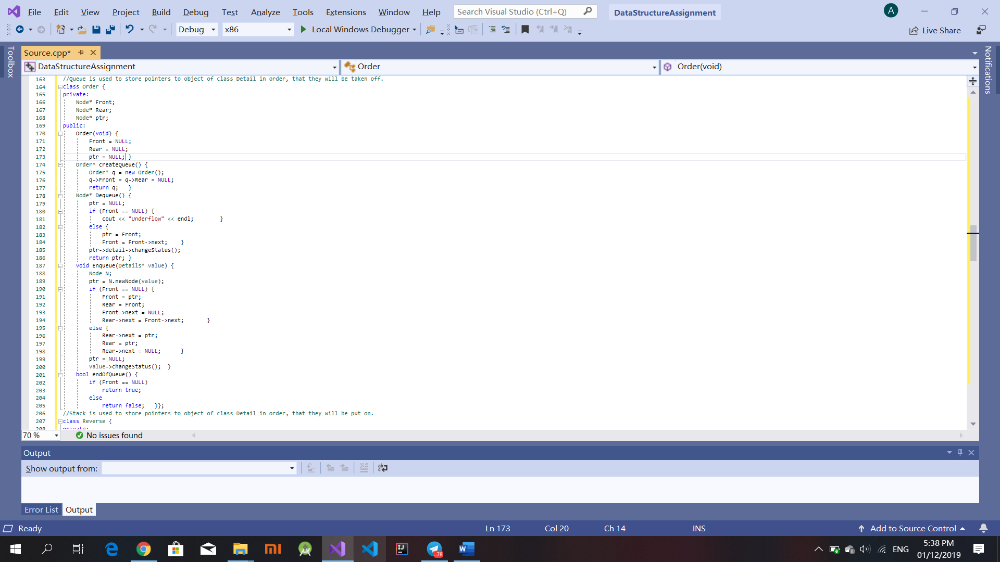 File Edit View Project Build Debug Test Analyze Tools Extensions Window Help Search Visual Studio (Ctrl+Q) DataStructureAssignment A
Debug x86 Local Windows Debugger Live Share
Toolbox
Notifications
Source.cpp*
DataStructureAssignment Order Order(void)
163 //Queue is used to store pointers to object of class Detail in order, that they will be taken off.
164 class Order {
165 private:
166 Node* Front;
167 Node* Rear;
168 Node* ptr;
169 public:
170 Order(void) {
171 Front = NULL;
172 Rear = NULL;
173 ptr = NULL; }
174 Order* createQueue() {
175 Order* q = new Order();
176 q->Front = q->Rear = NULL;
177 return q; }
178 Node* Dequeue() {
179 ptr = NULL;
180 if (Front == NULL) {
181 cout << "Underflow" << endl; }
182 else {
183 ptr = Front;
184 Front = Front->next; }
185 ptr->detail->changeStatus();
186 return ptr; }
187 void Enqueue(Details* value) {
188 Node N;
189 ptr = N.newNode(value);
190 if (Front == NULL) {
191 Front = ptr;
192 Rear = Front;
193 Front->next = NULL;
194 Rear->next = Front->next; }
195 else {
196 Rear->next = ptr;
197 Rear = ptr;
198 Rear->next = NULL; }
199 ptr = NULL;
200 value->changeStatus(); }
201 bool endOfQueue() {
202 if (Front == NULL)
203 return true;
204 else
205 return false; }};
206 //Stack is used to store pointers to object of class Detail in order, that they will be put on.
207 class Reverse {
208 private:
70 % No issues found
Output
Show output from:
Error List Output
Ready Ln 173 Col 20 Ch 14 INS Add to Source Control
ENG 5:38 PM
01/12/2019
..78